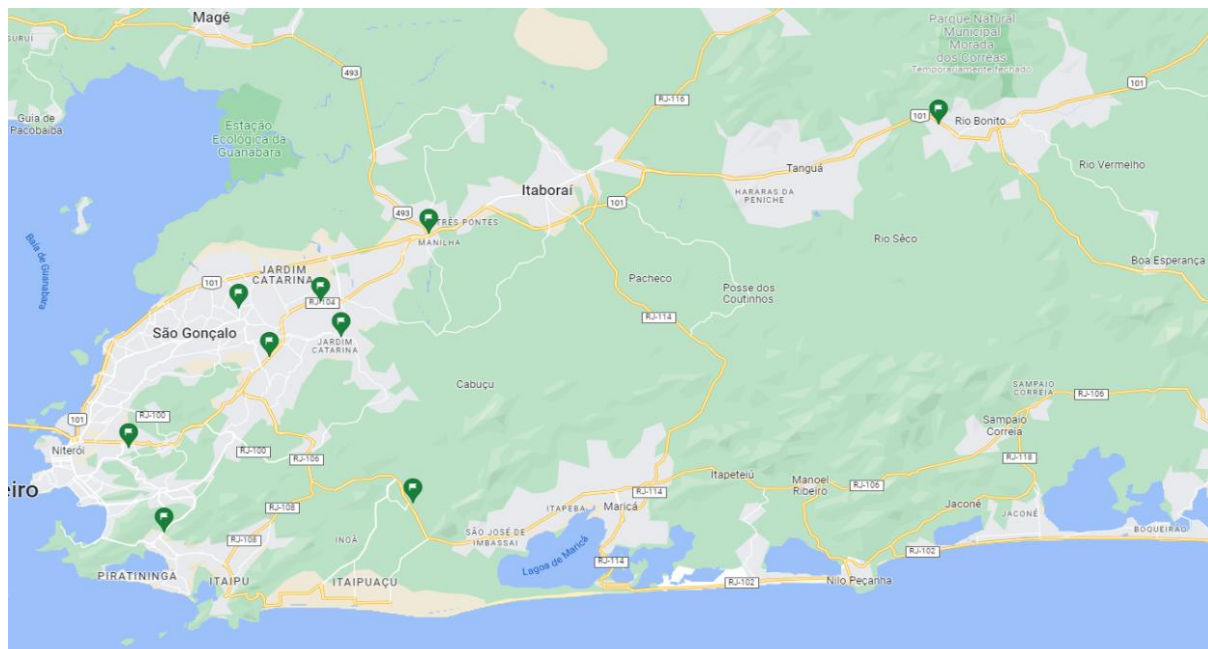 Magé
SURUÍ
493
Guia de
Pacobaíba
Estação
Ecológica da
Guanabara
RJ-116
Parque Natural
Municipal
Morada
dos Corrêas
Temporariamente fechado
101
101
Rio Bonito
Rio Vermelho
Tanguá
HARARAS DA
PENICHE
Itaboraí
101
493
TRÊS PONTES
MANILHA
Rio Sêco
Boa Esperança
Baía de Guanabara
JARDIM
CATARINA
101
RJ-104
Pacheco
Posse dos
Coutinhos
RJ-114
São Gonçalo
JARDIM
CATARINA
Cabuçu
SAMPAIO
CORREIA
RJ-106
101
RJ-100
Niterói
RJ-100
RJ-106
Sampaio
Correia
RJ-118
eiro
Itapeteiú
Manoel
Ribeiro
RJ-106
RJ-114
RJ-108
ITAPEBA
Maricá
Jaconé
JACONÉ
BOQUEIRÃO
SÃO JOSÉ DE
IMBASSAI
RJ-108
INOÃ
Lagoa de Maricá
RJ-114
RJ-102
PIRATININGA
ITAIPU
ITAIPUAÇU
RJ-102
Nilo Peçanha